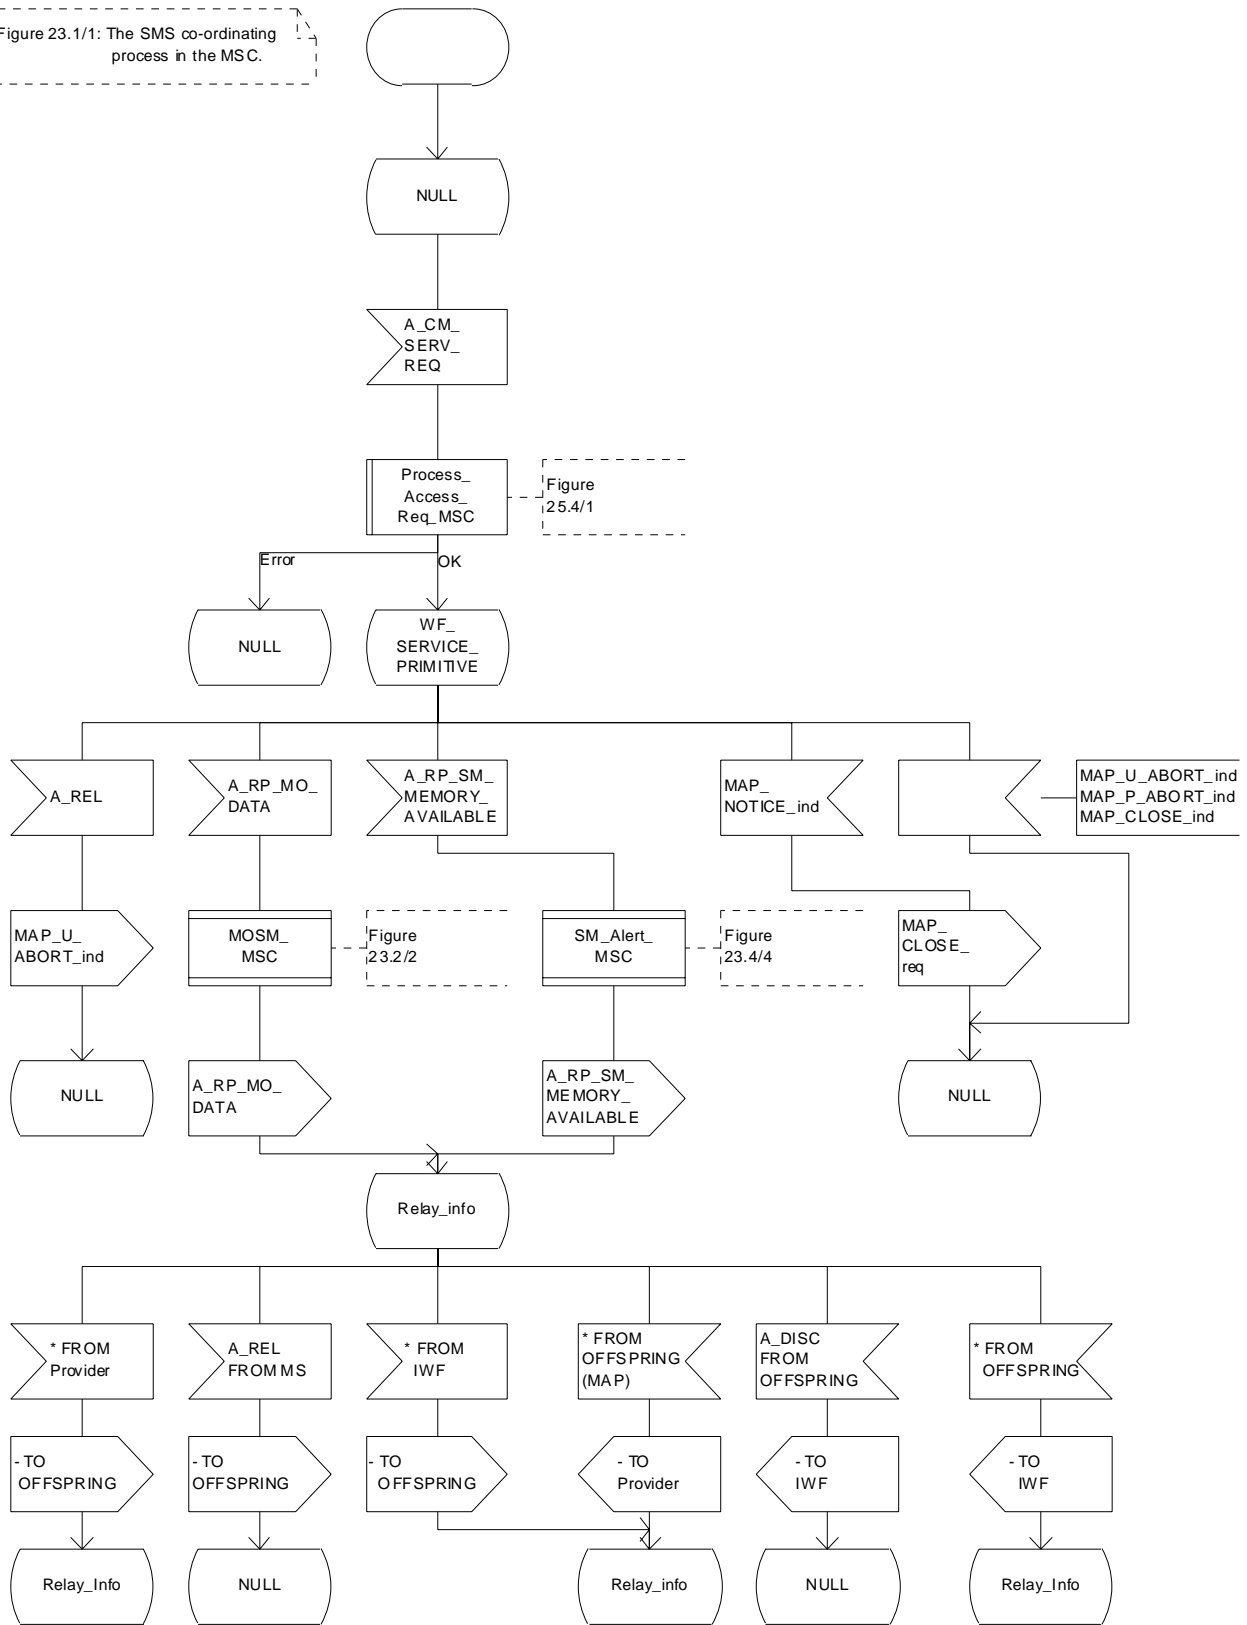 Figure 23.1/1: The SMS co-ordinating
process in the MSC.
NULL
A_CM_
SERV_
REQ
Process_
Access_
Req_MSC
Figure
25.4/1
Error
OK
NULL
WF_
SERVICE_
PRIMITIVE
A_REL
A_RP_MO_
DATA
A_RP_SM_
MEMORY_
AVAILABLE
MAP_
NOTICE_ind
MAP_U_ABORT_ind
MAP_P_ABORT_ind
MAP_CLOSE_ind
MAP_U_
ABORT_ind
MOSM_
MSC
Figure
23.2/2
SM_Alert_
MSC
Figure
23.4/4
MAP_
CLOSE_
req
NULL
A_RP_MO_
DATA
A_RP_SM_
MEMORY_
AVAILABLE
NULL
Relay_info
* FROM
Provider
A_REL
FROM MS
* FROM
IWF
* FROM
OFFSPRING
(MAP)
A_DISC
FROM
OFFSPRING
* FROM
OFFSPRING
- TO
OFFSPRING
- TO
OFFSPRING
- TO
OFFSPRING
- TO
Provider
- TO
IWF
- TO
IWF
Relay_Info
NULL
Relay_info
NULL
Relay_Info